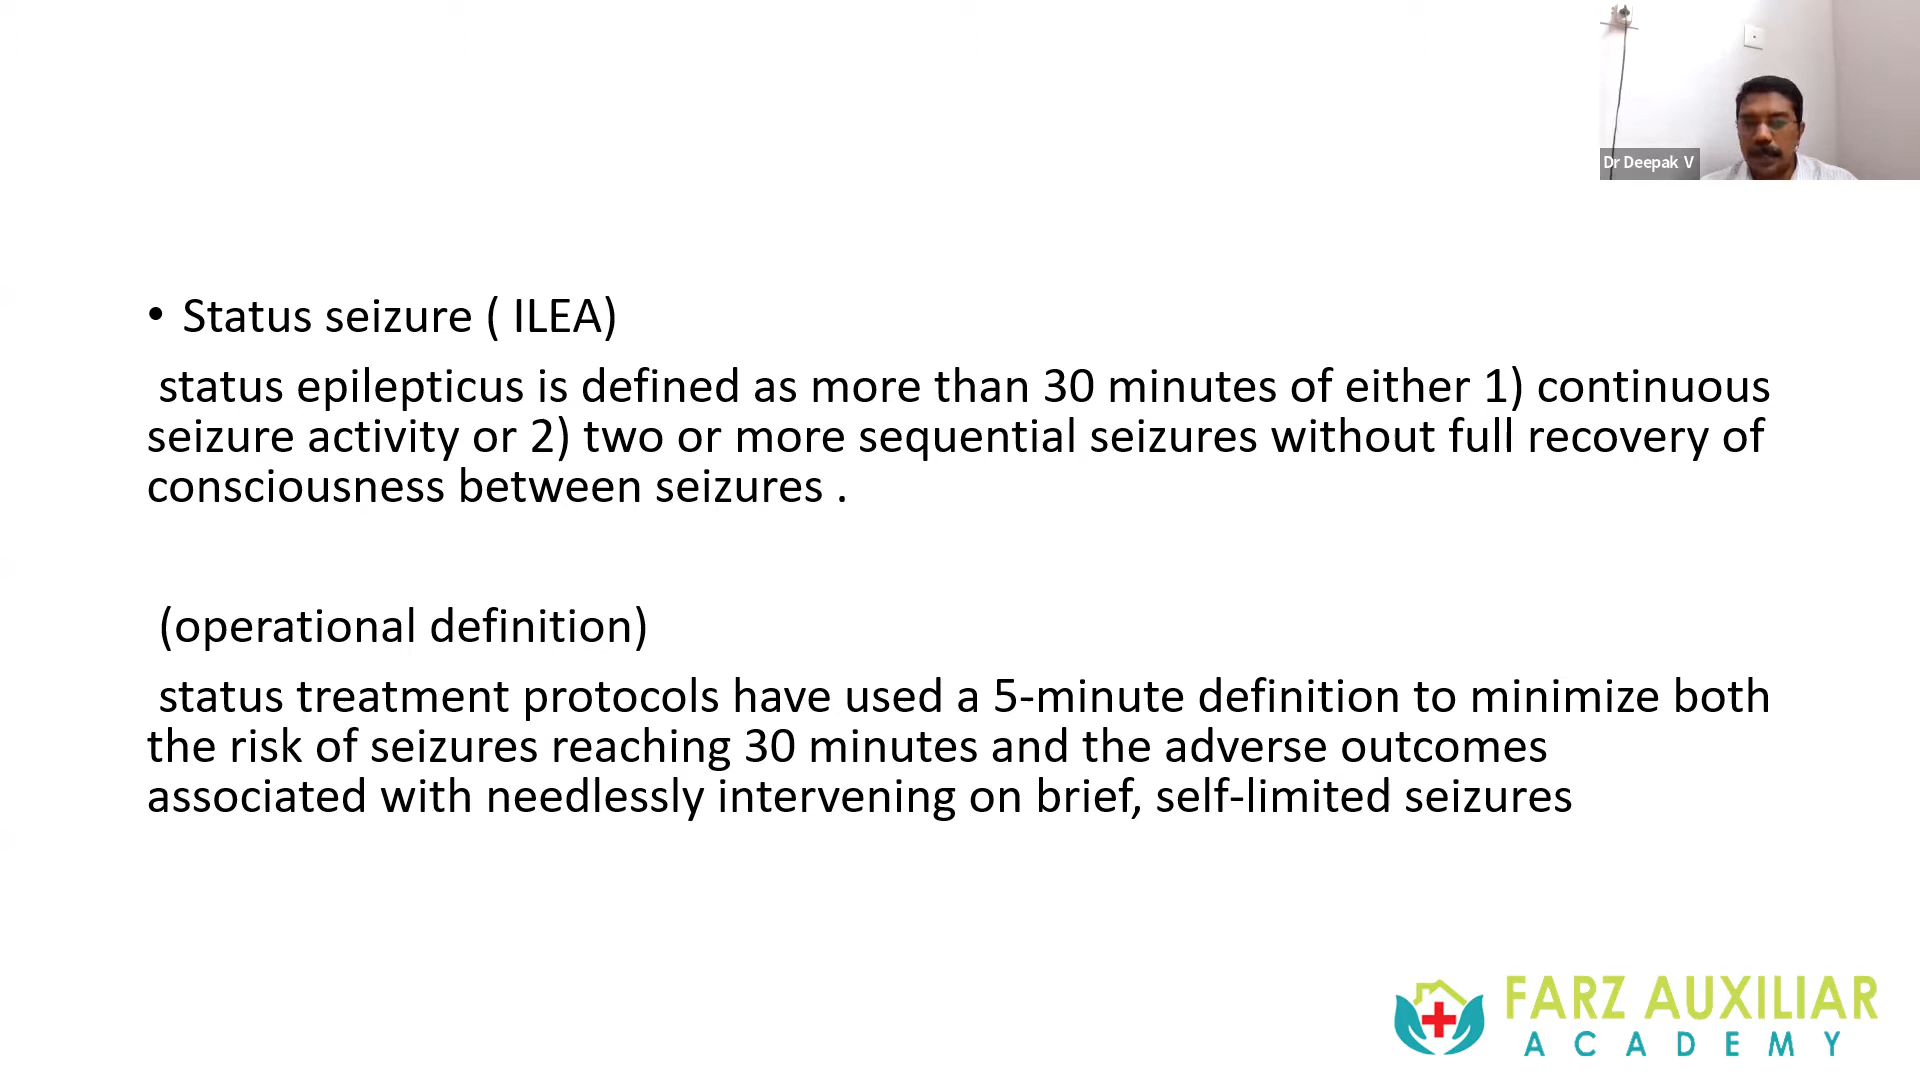 Dr Deepak V
• Status seizure ( ILEA)
status epilepticus is defined as more than 30 minutes of either 1) continuous
seizure activity or 2) two or more sequential seizures without full recovery of
consciousness between seizures .
(operational definition)
status treatment protocols have used a 5-minute definition to minimize both
the risk of seizures reaching 30 minutes and the adverse outcomes
associated with needlessly intervening on brief, self-limited seizures
FARZ AUXILIAR
ACADEMY